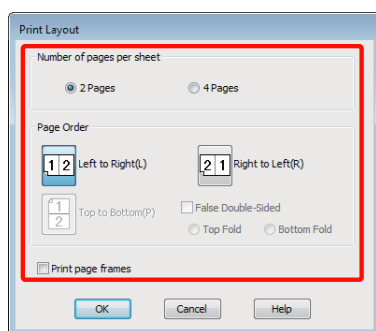 Print Layout
Number of pages per sheet
2 Pages 4 Pages
Page Order
1 2 Left to Right(L) 2 1 Right to Left(R)
1 2 Top to Bottom(P) False Double-Sided
Top Fold Bottom Fold
Print page frames
OK Cancel Help